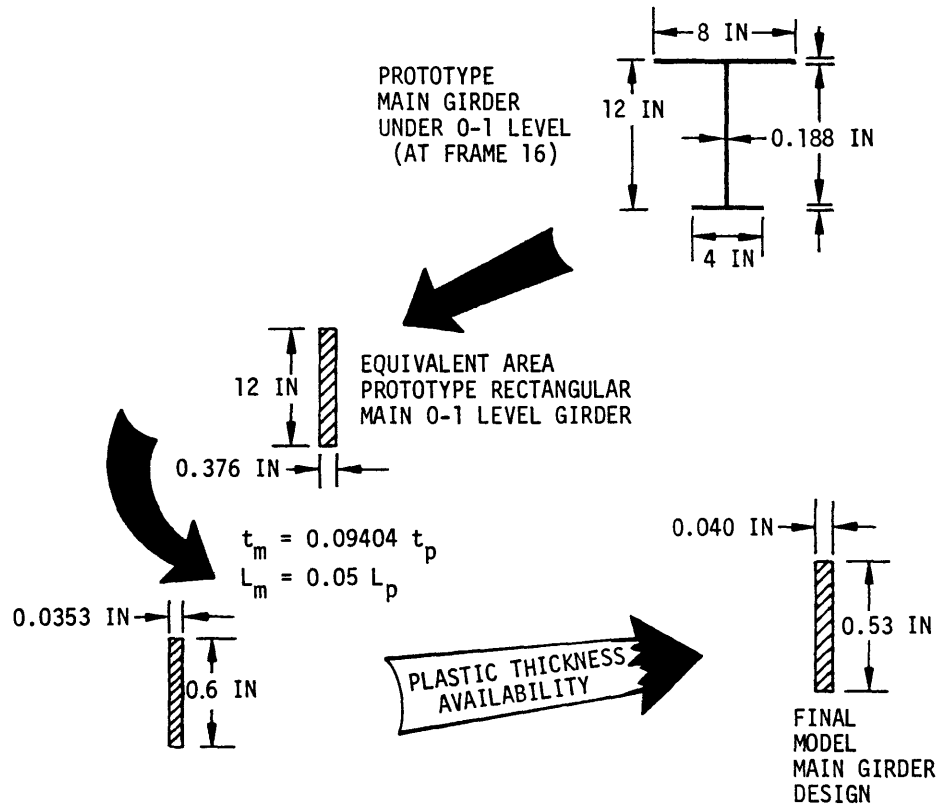 8 IN
PROTOTYPE
MAIN GIRDER
UNDER 0-1 LEVEL
(AT FRAME 16)
12 IN
0.188 IN
4 IN
12 IN
EQUIVALENT AREA
PROTOTYPE RECTANGULAR
MAIN 0-1 LEVEL GIRDER
0.376 IN
t_m = 0.09404 t_p
L_m = 0.05 L_p
0.0353 IN
0.6 IN
PLASTIC THICKNESS
AVAILABILITY
0.040 IN
0.53 IN
FINAL
MODEL
MAIN GIRDER
DESIGN